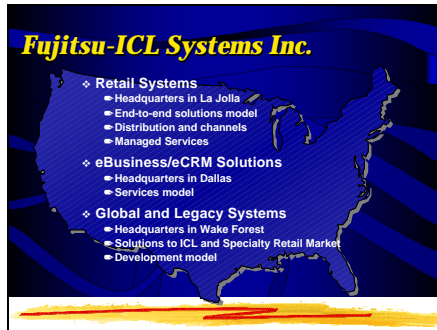 Fujitsu-ICL Systems Inc.
❖ Retail Systems
✏Headquarters in La Jolla
✏End-to-end solutions model
✏Distribution and channels
✏Managed Services
❖ eBusiness/eCRM Solutions
✏Headquarters in Dallas
✏Services model
❖ Global and Legacy Systems
✏Headquarters in Wake Forest
✏Solutions to ICL and Specialty Retail Market
✏Development model